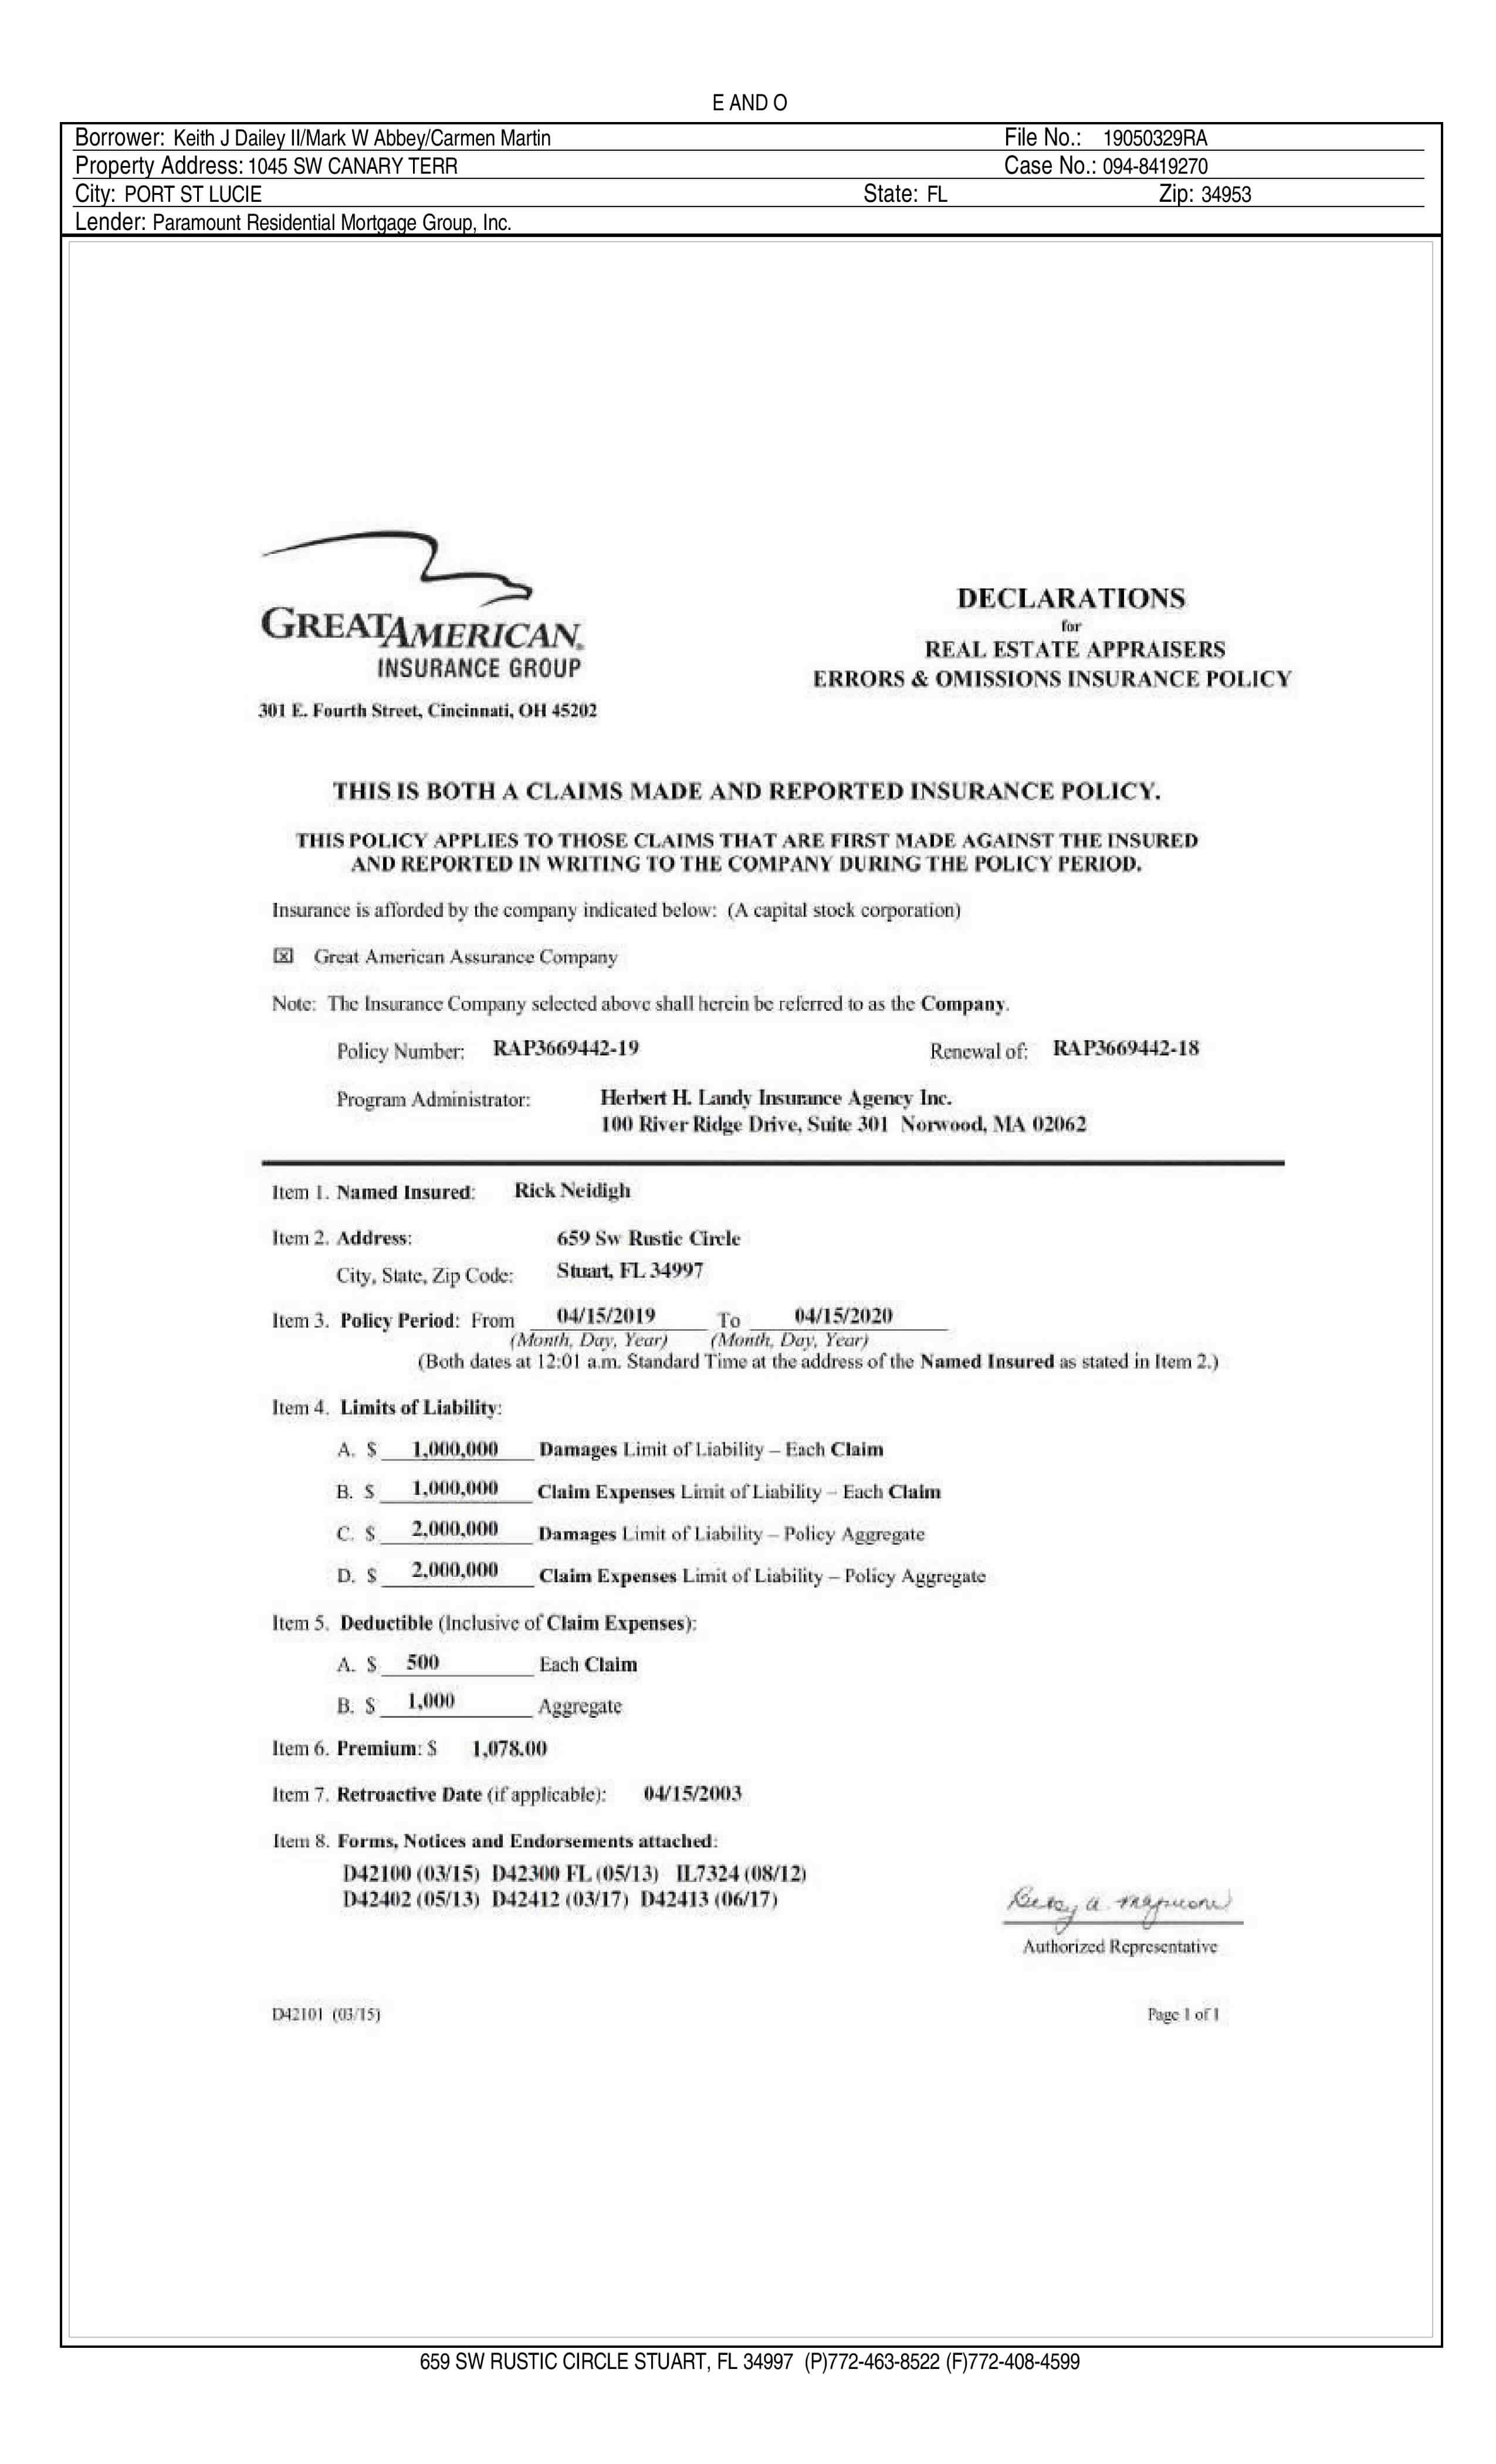 E AND O
Borrower: Keith J Dailey II/Mark W Abbey/Carmen Martin File No.: 19050329RA
Property Address: 1045 SW CANARY TERR Case No.: 094-8419270
City: PORT ST LUCIE State: FL Zip: 34953
Lender: Paramount Residential Mortgage Group, Inc.
GREATAMERICAN®
INSURANCE GROUP
301 E. Fourth Street, Cincinnati, OH 45202
DECLARATIONS
for
REAL ESTATE APPRAISERS
ERRORS & OMISSIONS INSURANCE POLICY
THIS IS BOTH A CLAIMS MADE AND REPORTED INSURANCE POLICY.
THIS POLICY APPLIES TO THOSE CLAIMS THAT ARE FIRST MADE AGAINST THE INSURED
AND REPORTED IN WRITING TO THE COMPANY DURING THE POLICY PERIOD.
Insurance is afforded by the company indicated below: (A capital stock corporation)
☒ Great American Assurance Company
Note: The Insurance Company selected above shall herein be referred to as the Company.
Policy Number: RAP3669442-19 Renewal of: RAP3669442-18
Program Administrator: Herbert H. Landy Insurance Agency Inc.
100 River Ridge Drive, Suite 301 Norwood, MA 02062
Item 1. Named Insured: Rick Neidigh
Item 2. Address: 659 Sw Rustic Circle
City, State, Zip Code: Stuart, FL 34997
Item 3. Policy Period: From 04/15/2019 To 04/15/2020
(Month, Day, Year) (Month, Day, Year)
(Both dates at 12:01 a.m. Standard Time at the address of the Named Insured as stated in Item 2.)
Item 4. Limits of Liability:
A. $ 1,000,000 Damages Limit of Liability – Each Claim
B. $ 1,000,000 Claim Expenses Limit of Liability – Each Claim
C. $ 2,000,000 Damages Limit of Liability – Policy Aggregate
D. $ 2,000,000 Claim Expenses Limit of Liability – Policy Aggregate
Item 5. Deductible (Inclusive of Claim Expenses):
A. $ 500 Each Claim
B. $ 1,000 Aggregate
Item 6. Premium: $ 1,078.00
Item 7. Retroactive Date (if applicable): 04/15/2003
Item 8. Forms, Notices and Endorsements attached:
D42100 (03/15) D42300 FL (05/13) IL7324 (08/12)
D42402 (05/13) D42412 (03/17) D42413 (06/17)
Authorized Representative
D42101 (03/15) Page 1 of 1
659 SW RUSTIC CIRCLE STUART, FL 34997 (P)772-463-8522 (F)772-408-4599